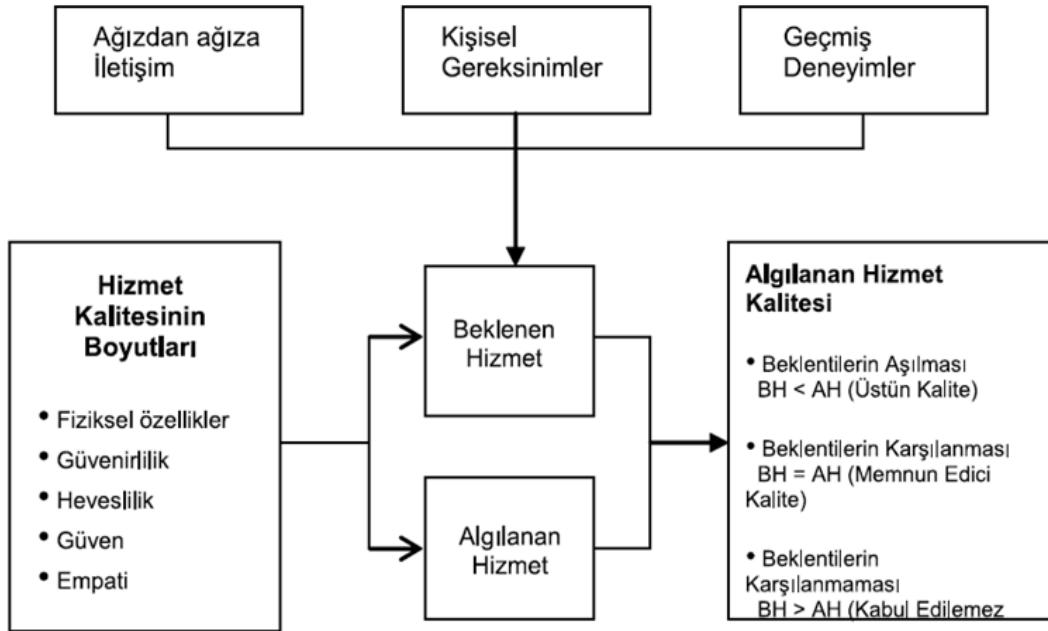 Ağızdan ağıza
İletişim
Kişisel
Gereksinimler
Geçmiş
Deneyimler
Hizmet
Kalitesinin
Boyutları
• Fiziksel özellikler
• Güvenirlilik
• Heveslilik
• Güven
• Empati
Beklenen
Hizmet
Algılanan
Hizmet
Algılanan Hizmet
Kalitesi
• Beklentilerin Aşılması
BH < AH (Üstün Kalite)
• Beklentilerin Karşılanması
BH = AH (Memnun Edici
Kalite)
• Beklentilerin
Karşılanmaması
BH > AH (Kabul Edilemez